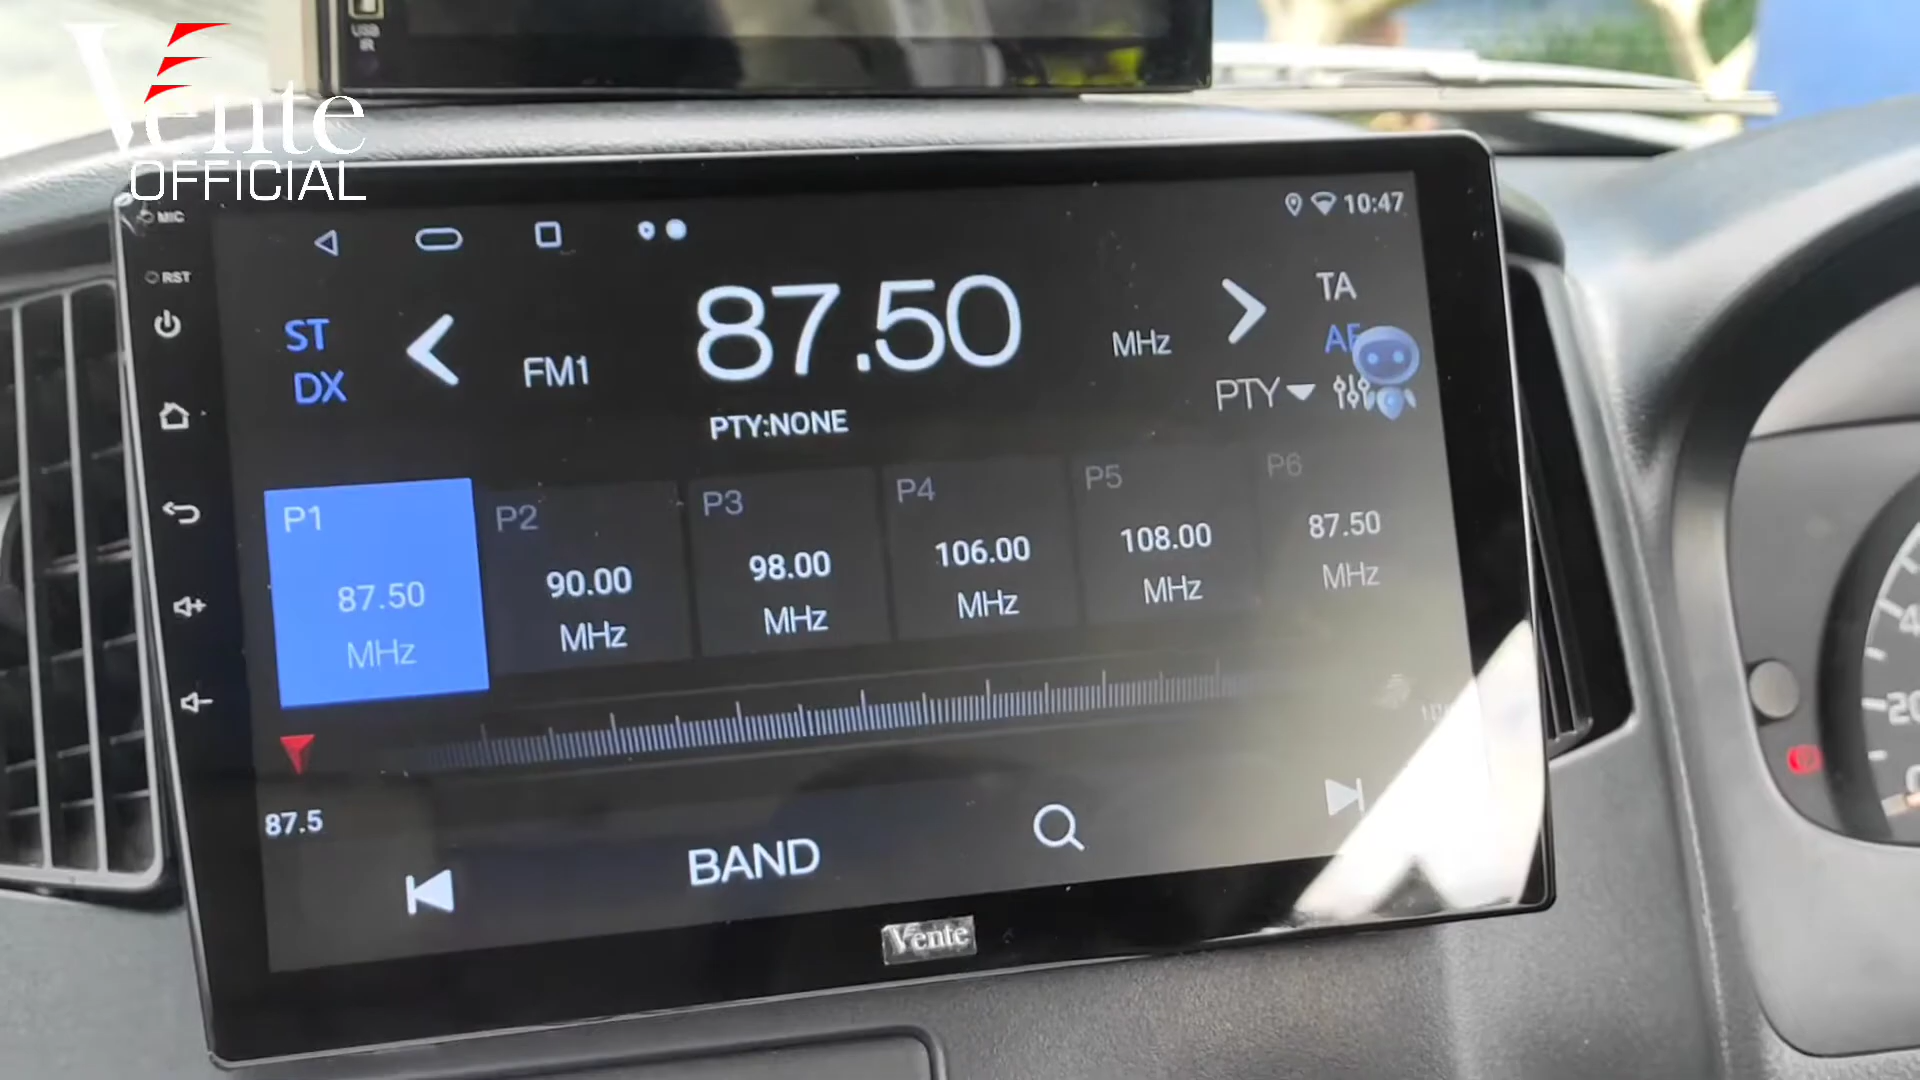 Vente
OFFICIAL
USB
IR
MIC
RST
10:47
ST
DX
FM1
87.50
MHz
TA
PTY
PTY:NONE
P1
87.50
MHz
P2
90.00
MHz
P3
98.00
MHz
P4
106.00
MHz
P5
108.00
MHz
P6
87.50
MHz
87.5
BAND
Vente
20